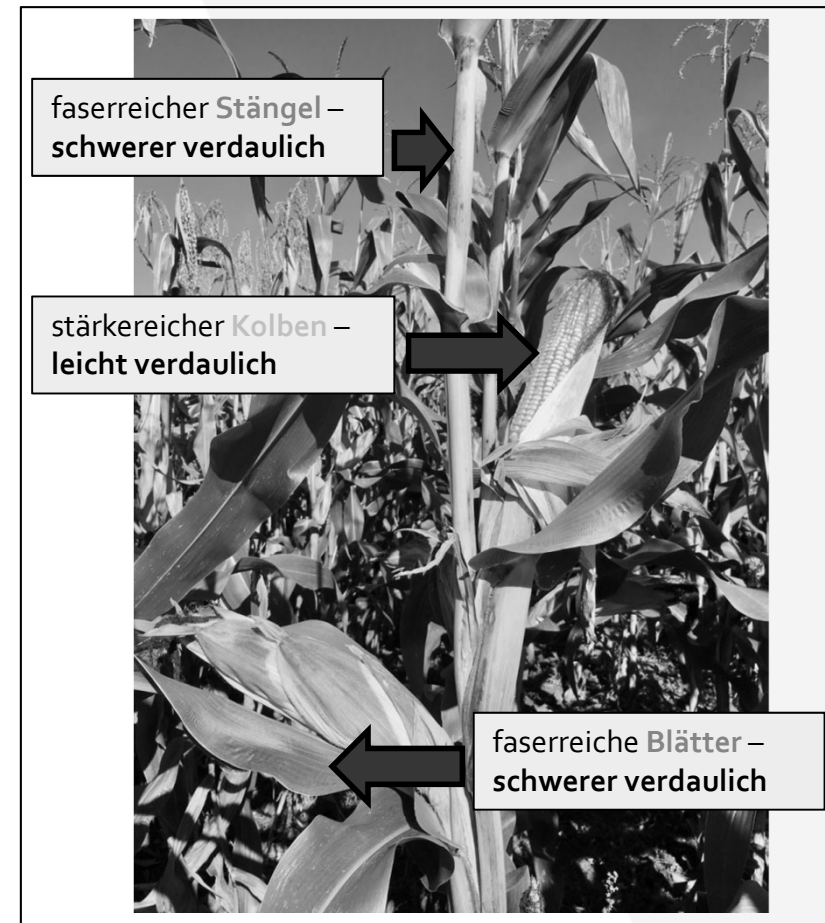 faserreicher Stängel –
schwerer verdaulich
stärkereicher Kolben –
leicht verdaulich
faserreiche Blätter –
schwerer verdaulich